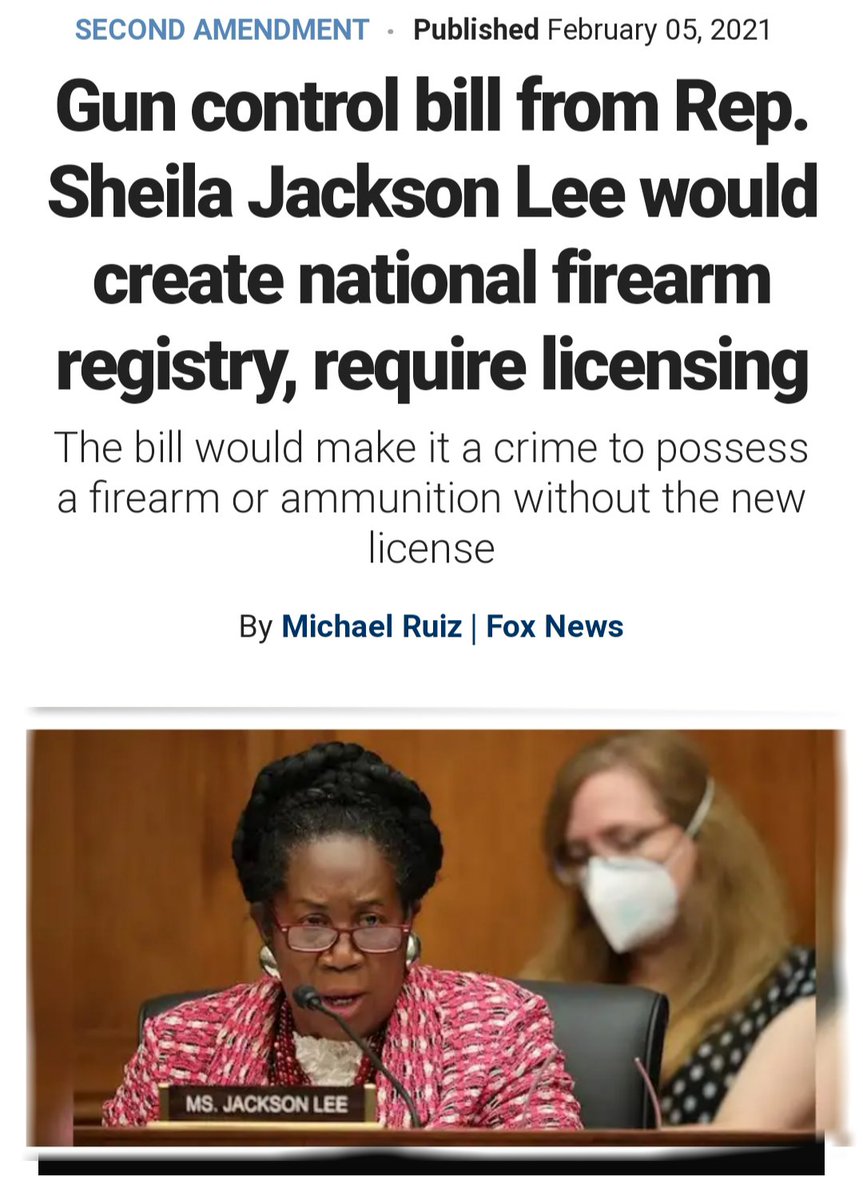 SECOND AMENDMENT · Published February 05, 2021
Gun control bill from Rep.
Sheila Jackson Lee would
create national firearm
registry, require licensing
The bill would make it a crime to possess
a firearm or ammunition without the new
license
By Michael Ruiz | Fox News
MS. JACKSON LEE